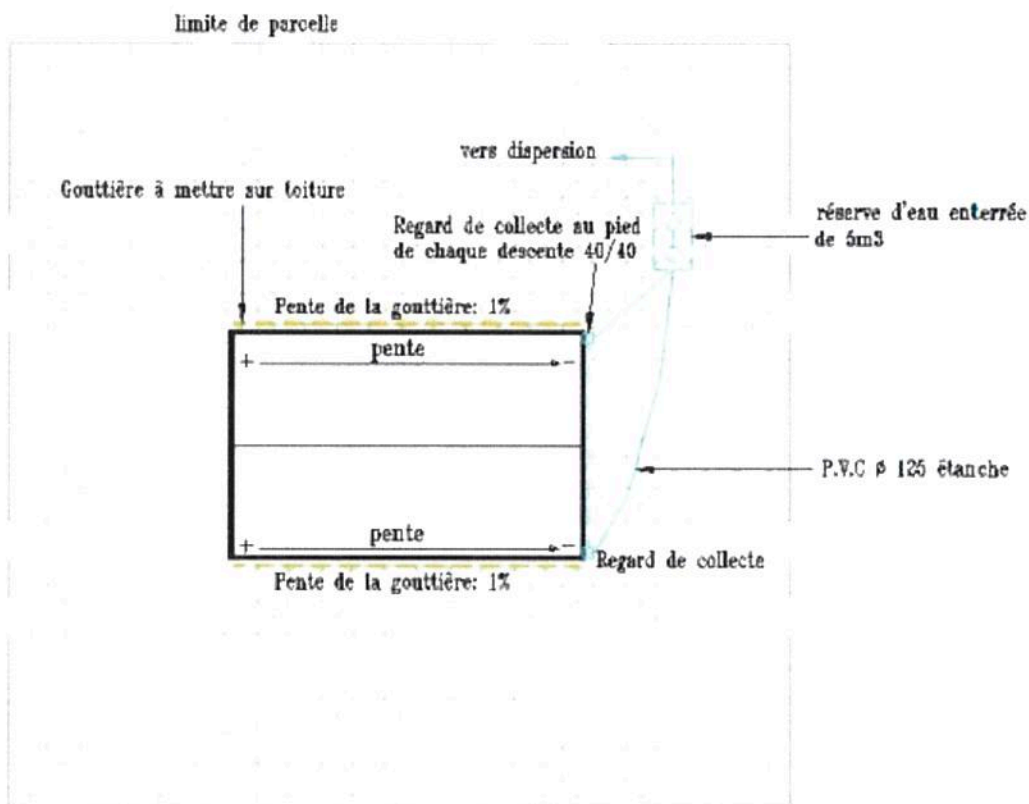 limite de parcelle
vers dispersion
Gouttière à mettre sur toiture
Regard de collecte au pied
de chaque descente 40/40
réserve d'eau enterrée
de 5m3
Pente de la gouttière: 1%
pente
+ -
P.V.C ø 125 étanche
pente
+ -
Regard de collecte
Pente de la gouttière: 1%